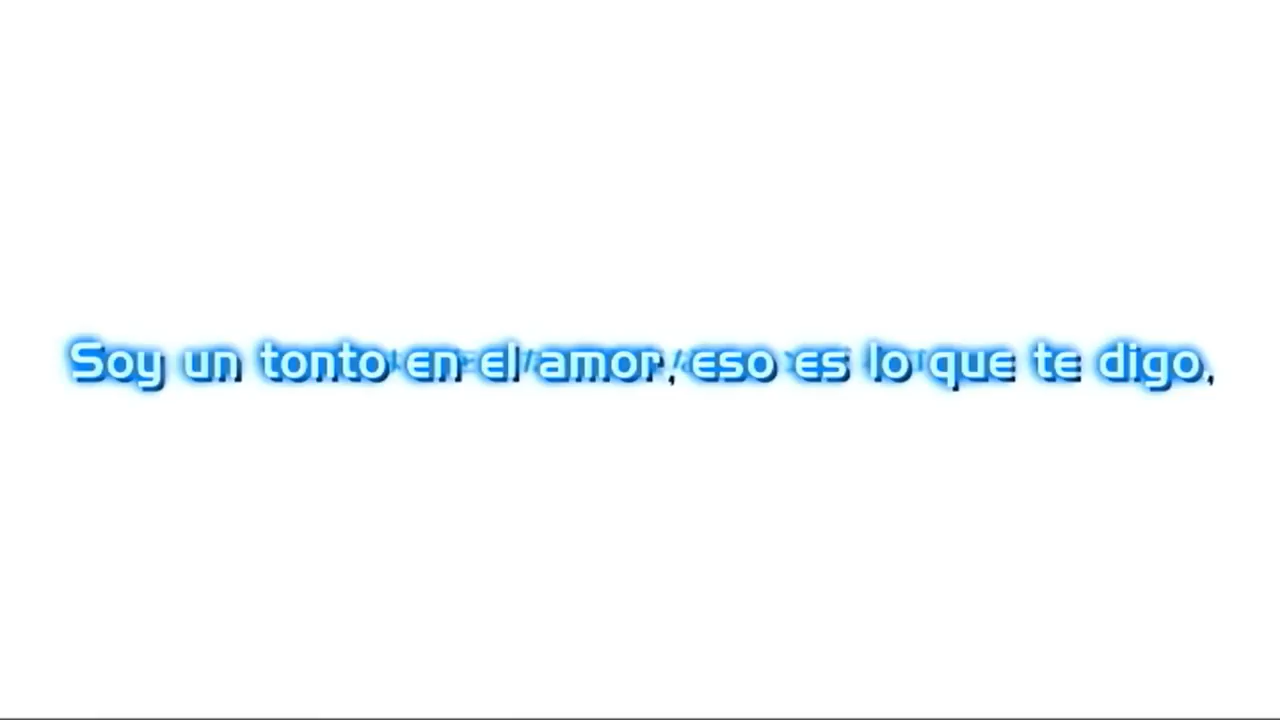 Soy un tonto en el amor, eso es lo que te digo,